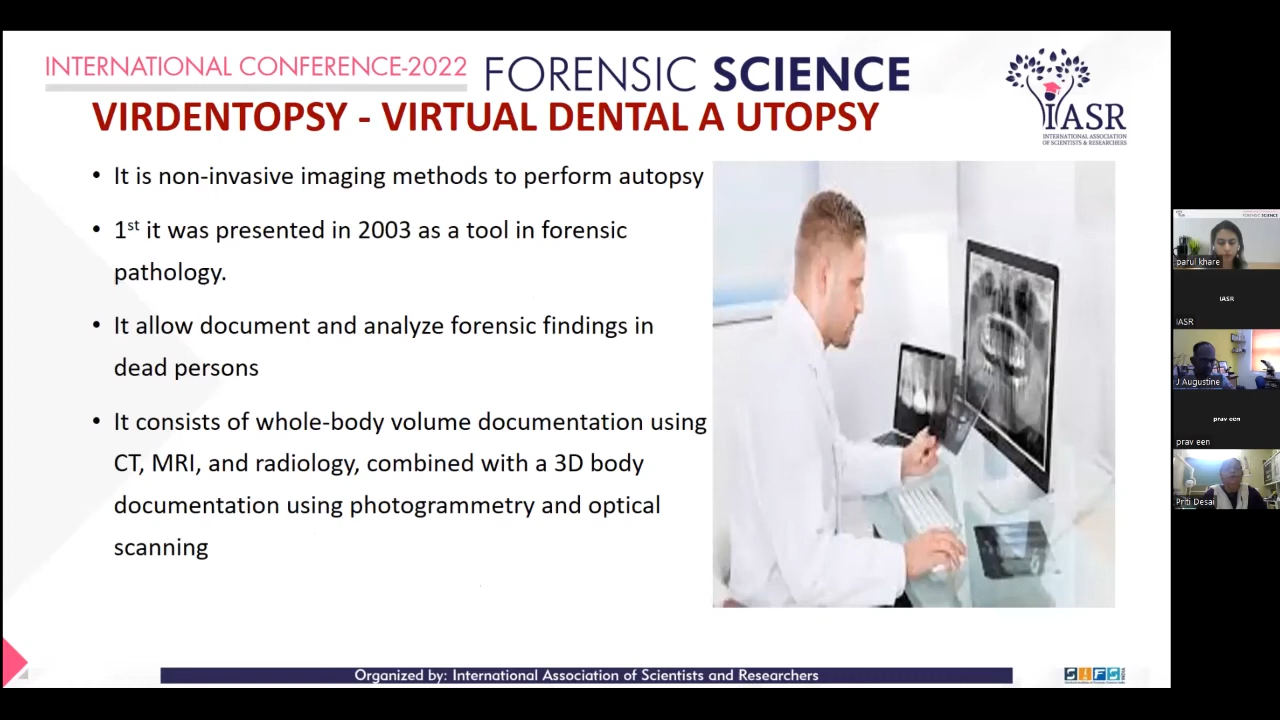 INTERNATIONAL CONFERENCE-2022 FORENSIC SCIENCE
VIRDENTOPSY - VIRTUAL DENTAL A UTOPSY
IASR
INTERNATIONAL ASSOCIATION
OF SCIENTISTS & RESEARCHERS
• It is non-invasive imaging methods to perform autopsy
• 1st it was presented in 2003 as a tool in forensic
pathology.
• It allow document and analyze forensic findings in
dead persons
• It consists of whole-body volume documentation using
CT, MRI, and radiology, combined with a 3D body
documentation using photogrammetry and optical
scanning
Organized by: International Association of Scientists and Researchers
SIFS
INDIA
FORENSIC SCIENCE
parul khare
IASR
IASR
J Augustine
prav een
prav een
Priti Desai